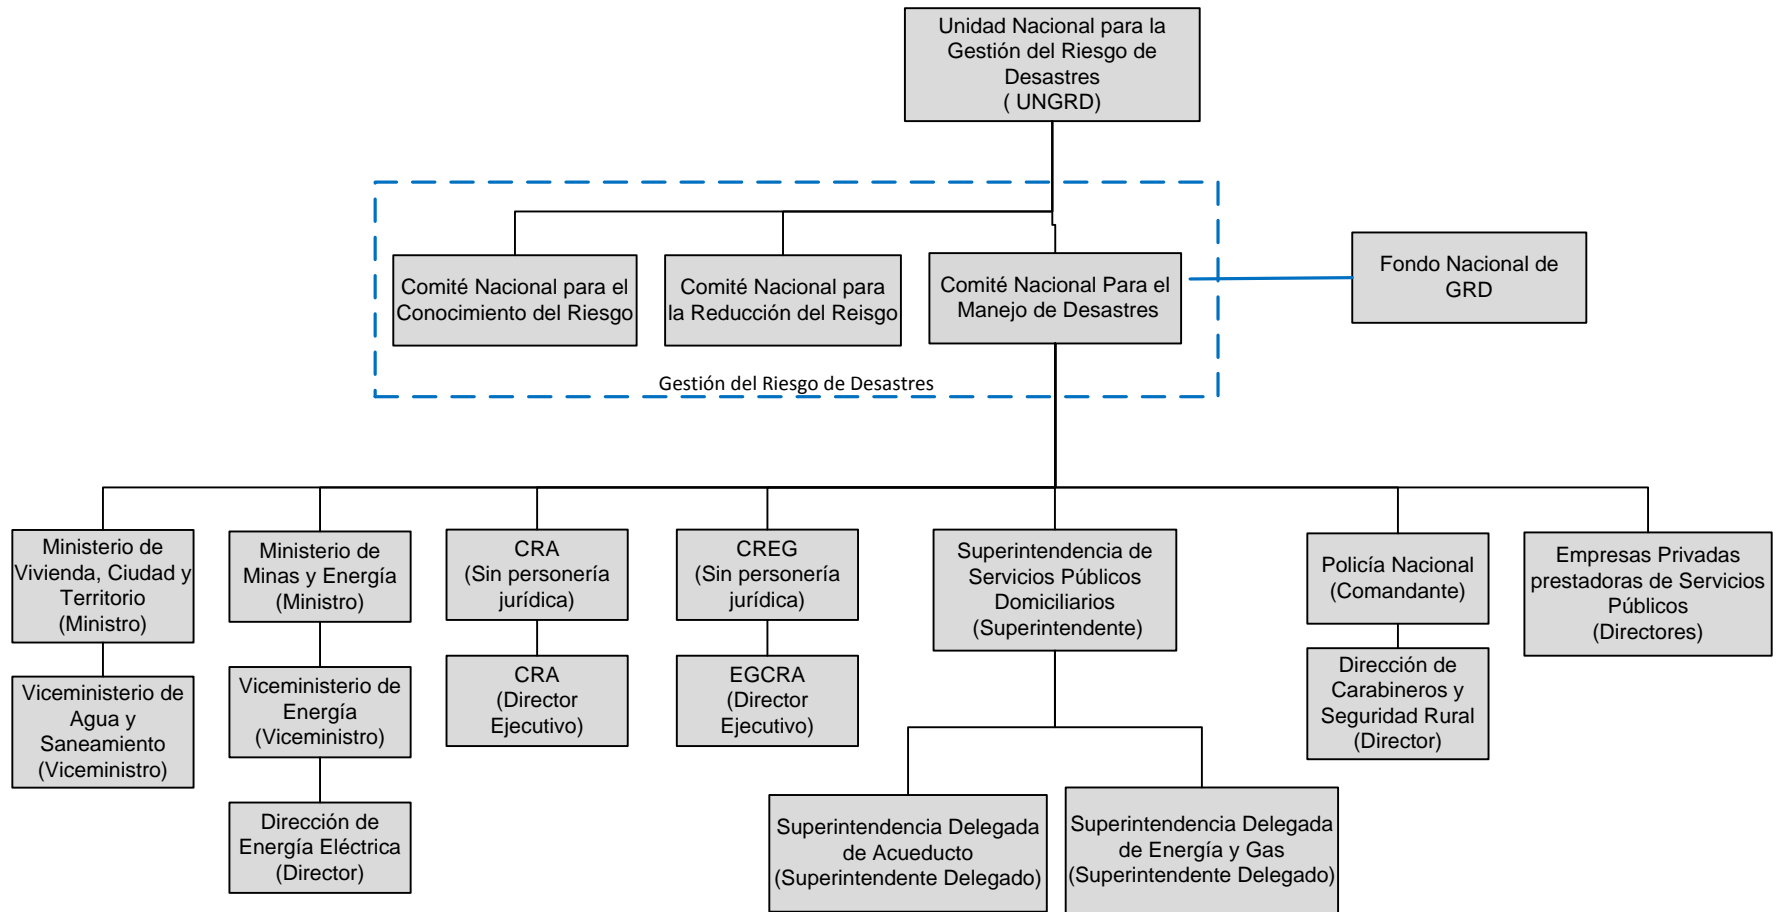 Unidad Nacional para la
Gestión del Riesgo de
Desastres
( UNGRD)
Comité Nacional para el
Conocimiento del Riesgo
Comité Nacional para
la Reducción del Reisgo
Comité Nacional Para el
Manejo de Desastres
Fondo Nacional de
GRD
Gestión del Riesgo de Desastres
Ministerio de
Vivienda, Ciudad y
Territorio
(Ministro)
Ministerio de
Minas y Energía
(Ministro)
CRA
(Sin personería
jurídica)
CREG
(Sin personería
jurídica)
Superintendencia de
Servicios Públicos
Domiciliarios
(Superintendente)
Policía Nacional
(Comandante)
Empresas Privadas
prestadoras de Servicios
Públicos
(Directores)
Viceministerio de
Agua y
Saneamiento
(Viceministro)
Viceministerio de
Energía
(Viceministro)
CRA
(Director
Ejecutivo)
EGCRA
(Director
Ejecutivo)
Dirección de
Carabineros y
Seguridad Rural
(Director)
Dirección de
Energía Eléctrica
(Director)
Superintendencia Delegada
de Acueducto
(Superintendente Delegado)
Superintendencia Delegada
de Energía y Gas
(Superintendente Delegado)